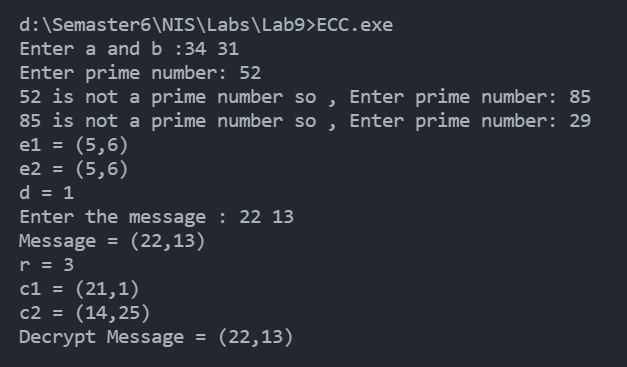 d:\Semaster6\NIS\Labs\Lab9>ECC.exe
Enter a and b :34 31
Enter prime number: 52
52 is not a prime number so , Enter prime number: 85
85 is not a prime number so , Enter prime number: 29
e1 = (5,6)
e2 = (5,6)
d = 1
Enter the message : 22 13
Message = (22,13)
r = 3
c1 = (21,1)
c2 = (14,25)
Decrypt Message = (22,13)